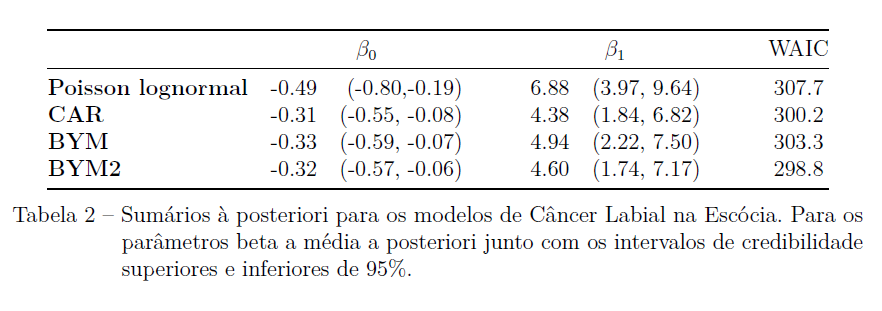 β0 β1 WAIC
Poisson lognormal -0.49 (-0.80,-0.19) 6.88 (3.97, 9.64) 307.7
CAR -0.31 (-0.55, -0.08) 4.38 (1.84, 6.82) 300.2
BYM -0.33 (-0.59, -0.07) 4.94 (2.22, 7.50) 303.3
BYM2 -0.32 (-0.57, -0.06) 4.60 (1.74, 7.17) 298.8
Tabela 2 – Sumários à posteriori para os modelos de Câncer Labial na Escócia. Para os
parâmetros beta a média a posteriori junto com os intervalos de credibilidade
superiores e inferiores de 95%.